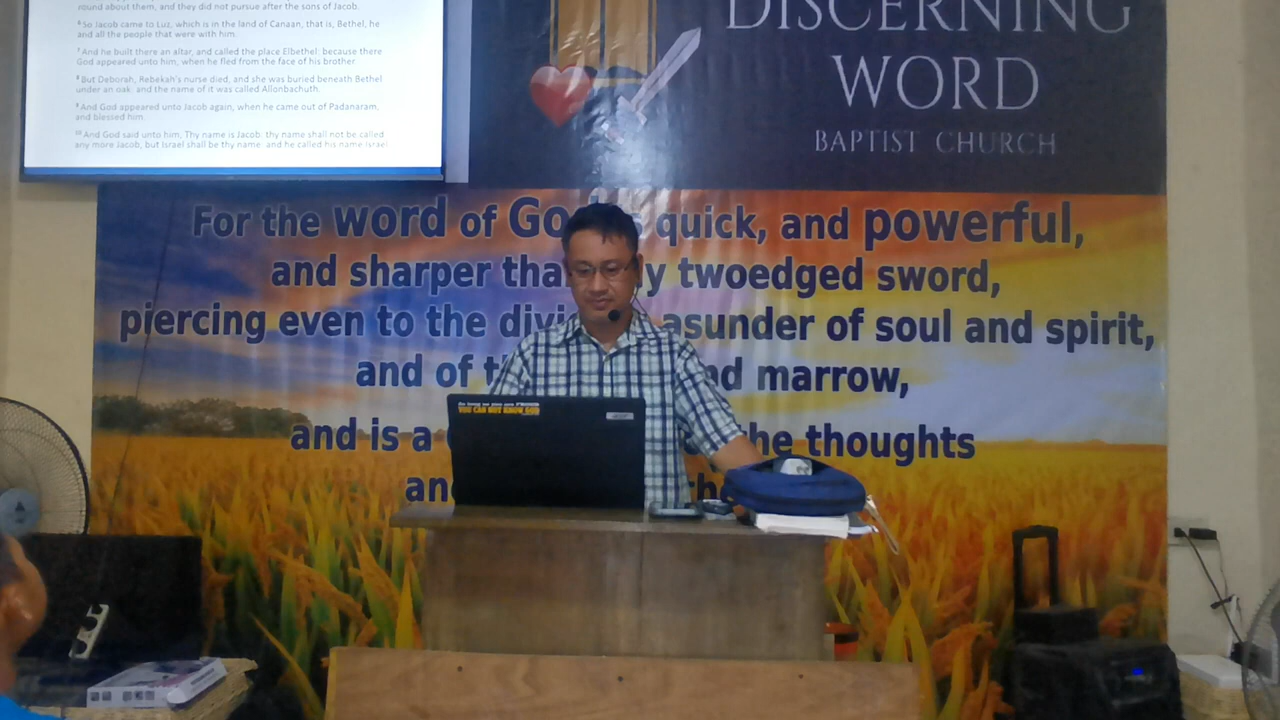 round about them, and they did not pursue after the sons of Jacob.
6 So Jacob came to Luz, which is in the land of Canaan, that is, Bethel, he
and all the people that were with him.
7 And he built there an altar, and called the place Elbethel: because there
God appeared unto him, when he fled from the face of his brother.
8 But Deborah, Rebekah's nurse died, and she was buried beneath Bethel
under an oak: and the name of it was called Allonbachuth.
9 And God appeared unto Jacob again, when he came out of Padanaram,
and blessed him.
10 And God said unto him, Thy name is Jacob: thy name shall not be called
any more Jacob, but Israel shall be thy name: and he called his name Israel.
DISCERNING
WORD
BAPTIST CHURCH
For the word of quick, and powerful,
and sharper twoedged sword,
piercing even to the asunder of soul and spirit,
and of marrow,
and is a the thoughts
YOU CAN NOT KNOW GOD
acer